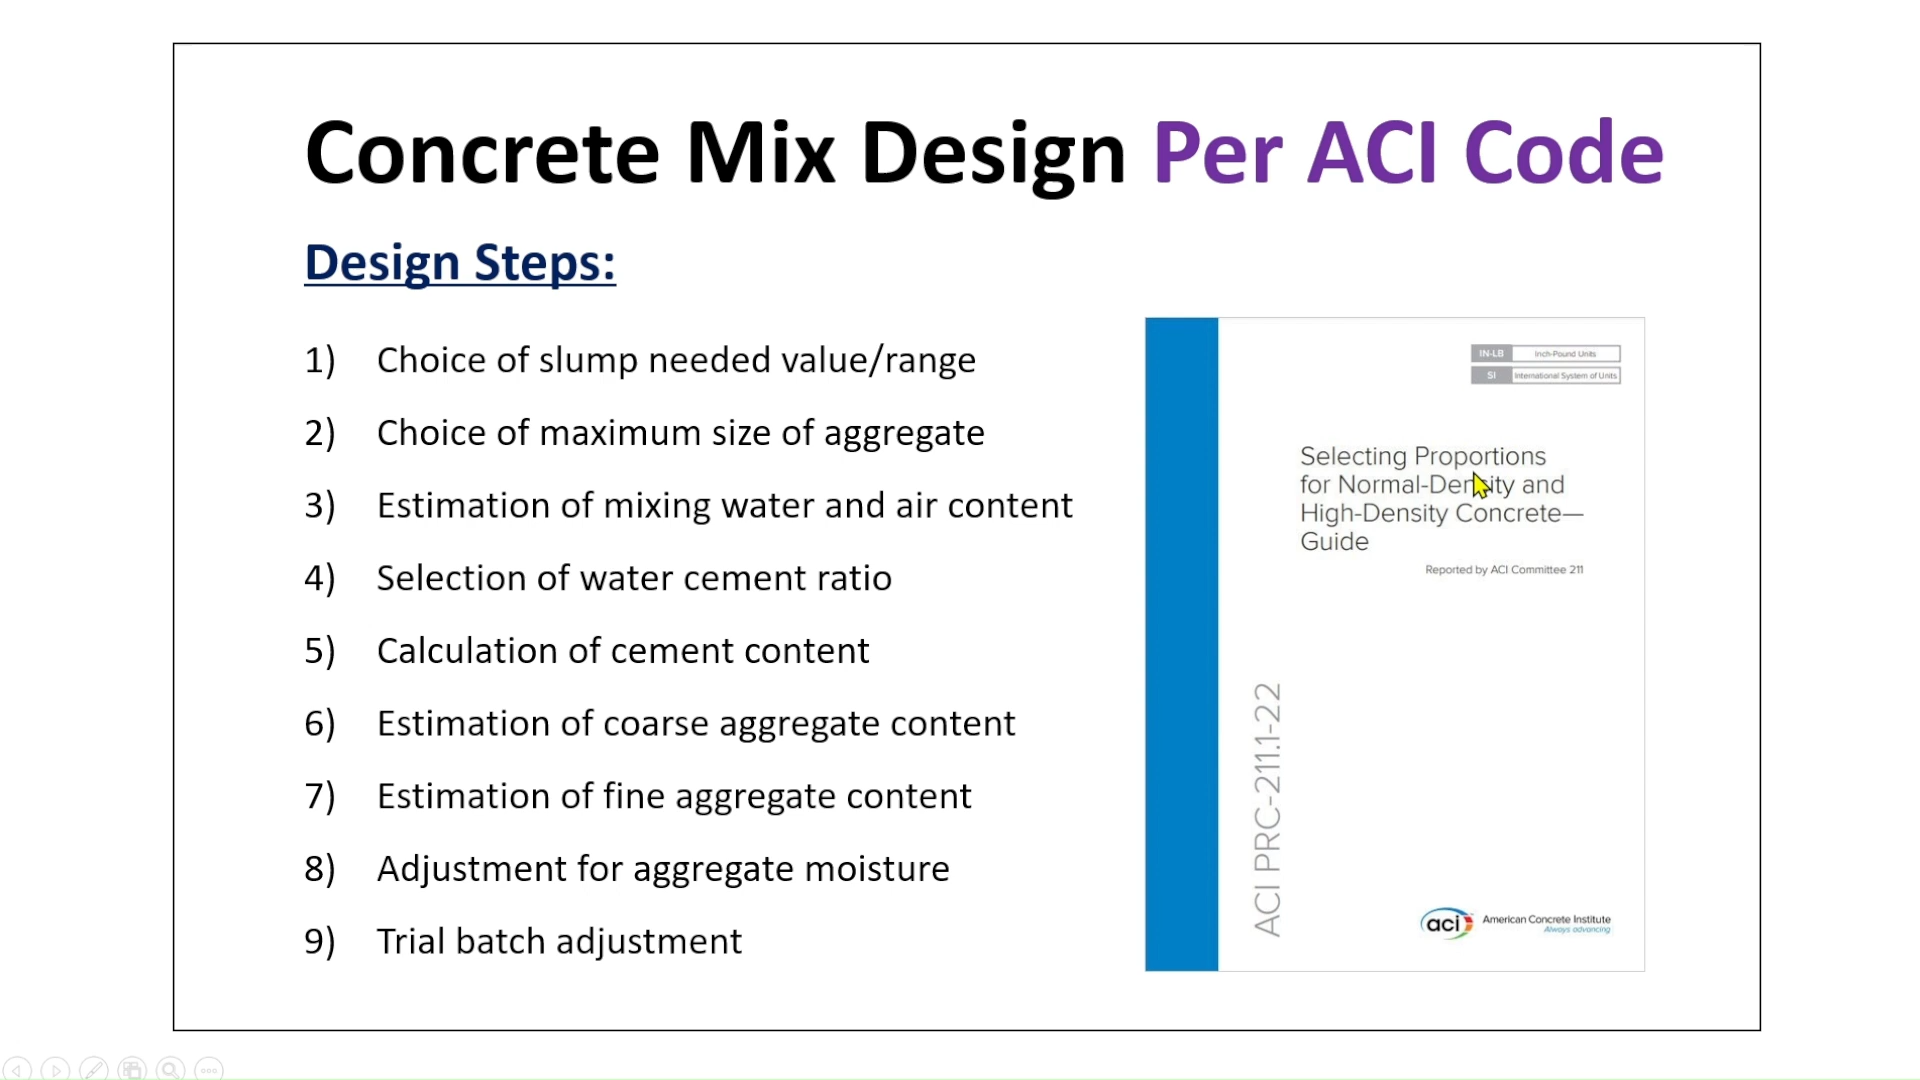 Concrete Mix Design Per ACI Code
Design Steps:
1) Choice of slump needed value/range
2) Choice of maximum size of aggregate
3) Estimation of mixing water and air content
4) Selection of water cement ratio
5) Calculation of cement content
6) Estimation of coarse aggregate content
7) Estimation of fine aggregate content
8) Adjustment for aggregate moisture
9) Trial batch adjustment
IN-LB Inch-Pound Units
SI International System of Units
Selecting Proportions
for Normal-Density and
High-Density Concrete—
Guide
Reported by ACI Committee 211
ACI PRC-211.1-22
aci American Concrete Institute
Always advancing